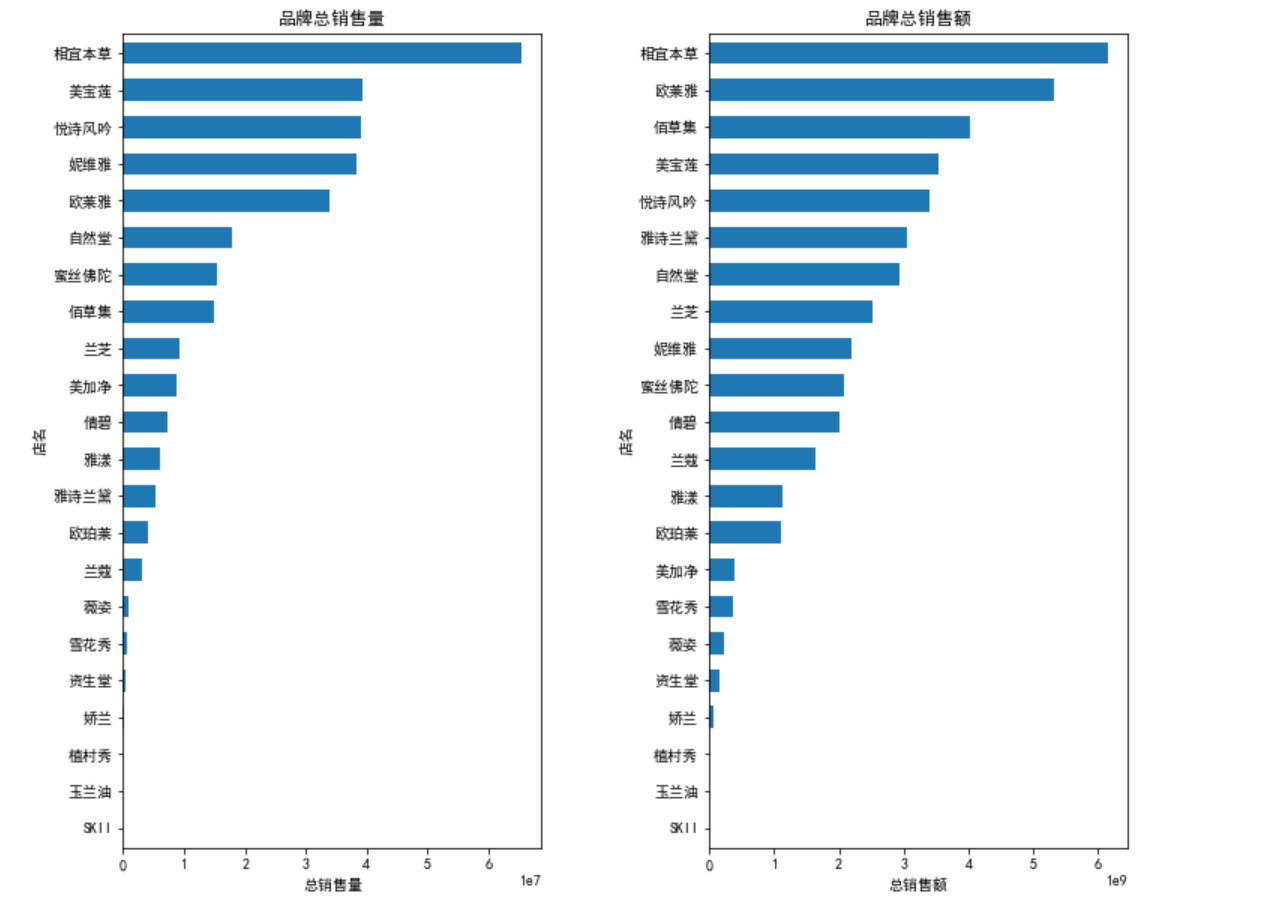 品牌总销售量
相宜本草
美宝莲
悦诗风吟
妮维雅
欧莱雅
自然堂
蜜丝佛陀
佰草集
兰芝
美加净
倩碧
雅漾
雅诗兰黛
欧珀莱
兰蔻
薇姿
雪花秀
资生堂
娇兰
植村秀
玉兰油
SKII
店名
0 1 2 3 4 5 6
1e7
总销售量
品牌总销售额
相宜本草
欧莱雅
佰草集
美宝莲
悦诗风吟
雅诗兰黛
自然堂
兰芝
妮维雅
蜜丝佛陀
倩碧
兰蔻
雅漾
欧珀莱
美加净
雪花秀
薇姿
资生堂
娇兰
植村秀
玉兰油
SKII
店名
0 1 2 3 4 5 6
1e9
总销售额